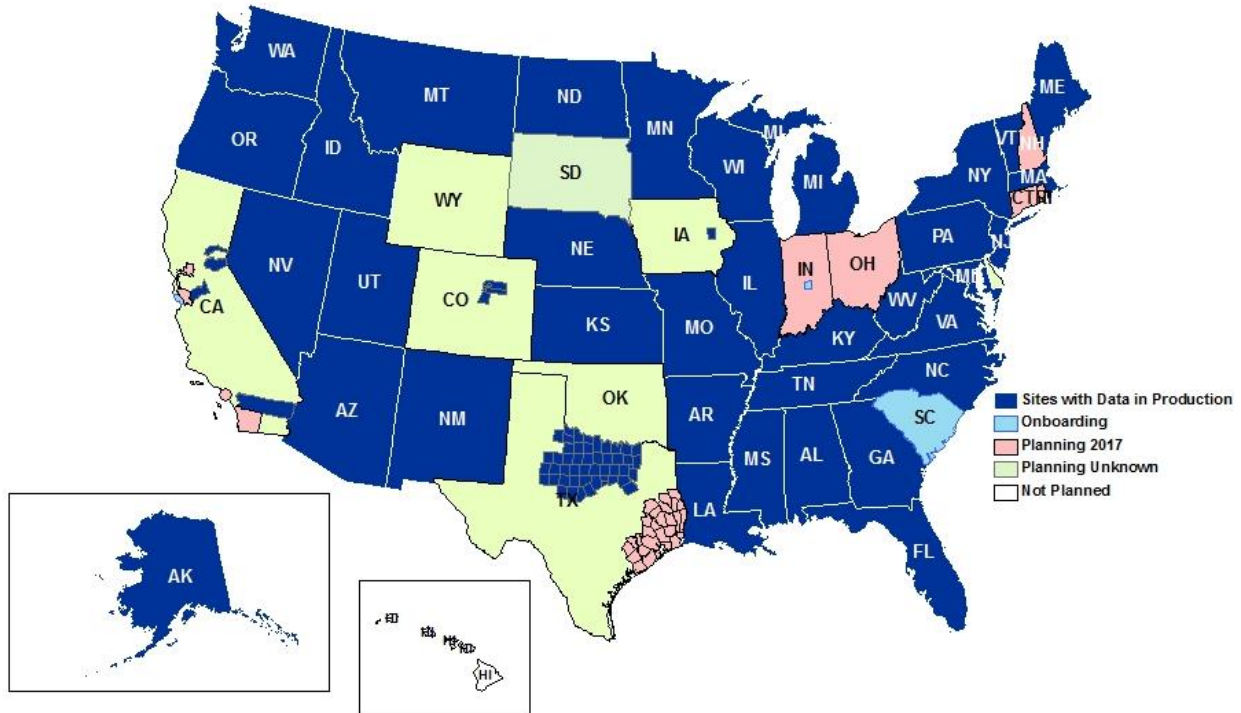 WA
MT
ND
MN
ME
OR
ID
SD
WI
MI
MI
VT
NH
NY
MA
CT
RI
WY
NE
IA
PA
NJ
NV
UT
CO
IL
IN
OH
WV
CA
KS
MO
KY
VA
AZ
NM
OK
AR
TN
NC
SC
TX
LA
MS
AL
GA
FL
AK
HI
Sites with Data in Production
Onboarding
Planning 2017
Planning Unknown
Not Planned